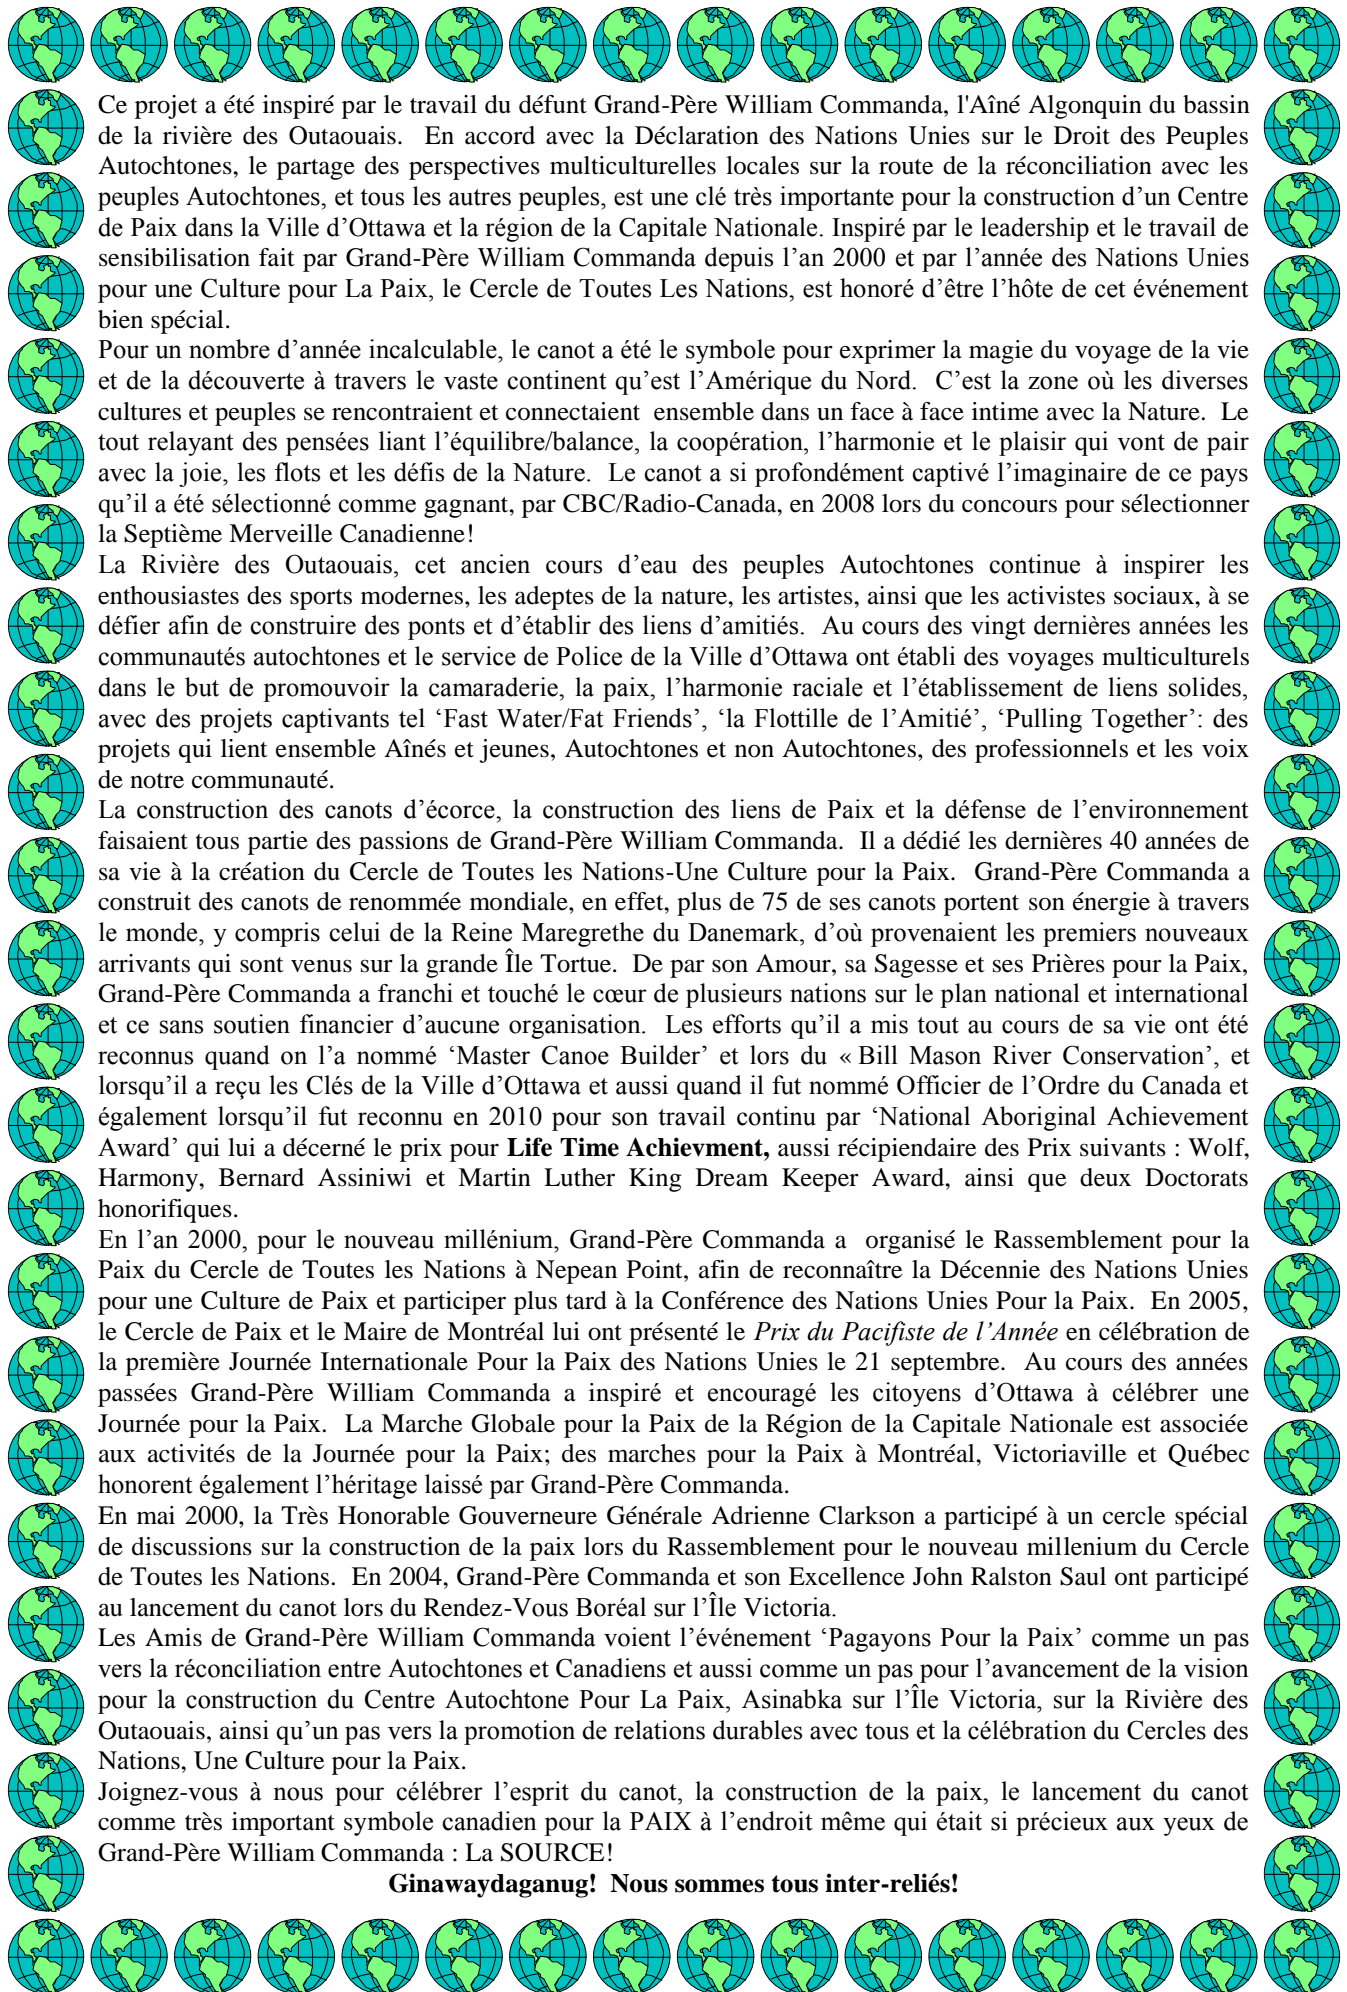 Ce projet a été inspiré par le travail du défunt Grand-Père William Commanda, l'Aîné Algonquin du bassin
de la rivière des Outaouais. En accord avec la Déclaration des Nations Unies sur le Droit des Peuples
Autochtones, le partage des perspectives multiculturelles locales sur la route de la réconciliation avec les
peuples Autochtones, et tous les autres peuples, est une clé très importante pour la construction d’un Centre
de Paix dans la Ville d’Ottawa et la région de la Capitale Nationale. Inspiré par le leadership et le travail de
sensibilisation fait par Grand-Père William Commanda depuis l’an 2000 et par l’année des Nations Unies
pour une Culture pour La Paix, le Cercle de Toutes Les Nations, est honoré d’être l’hôte de cet événement
bien spécial.
Pour un nombre d’année incalculable, le canot a été le symbole pour exprimer la magie du voyage de la vie
et de la découverte à travers le vaste continent qu’est l’Amérique du Nord. C’est la zone où les diverses
cultures et peuples se rencontraient et connectaient ensemble dans un face à face intime avec la Nature. Le
tout relayant des pensées liant l’équilibre/balance, la coopération, l’harmonie et le plaisir qui vont de pair
avec la joie, les flots et les défis de la Nature. Le canot a si profondément captivé l’imaginaire de ce pays
qu’il a été sélectionné comme gagnant, par CBC/Radio-Canada, en 2008 lors du concours pour sélectionner
la Septième Merveille Canadienne!
La Rivière des Outaouais, cet ancien cours d’eau des peuples Autochtones continue à inspirer les
enthousiastes des sports modernes, les adeptes de la nature, les artistes, ainsi que les activistes sociaux, à se
défier afin de construire des ponts et d’établir des liens d’amitiés. Au cours des vingt dernières années les
communautés autochtones et le service de Police de la Ville d’Ottawa ont établi des voyages multiculturels
dans le but de promouvoir la camaraderie, la paix, l’harmonie raciale et l’établissement de liens solides,
avec des projets captivants tel ‘Fast Water/Fat Friends’, ‘la Flottille de l’Amitié’, ‘Pulling Together’: des
projets qui lient ensemble Aînés et jeunes, Autochtones et non Autochtones, des professionnels et les voix
de notre communauté.
La construction des canots d’écorce, la construction des liens de Paix et la défense de l’environnement
faisaient tous partie des passions de Grand-Père William Commanda. Il a dédié les dernières 40 années de
sa vie à la création du Cercle de Toutes les Nations-Une Culture pour la Paix. Grand-Père Commanda a
construit des canots de renommée mondiale, en effet, plus de 75 de ses canots portent son énergie à travers
le monde, y compris celui de la Reine Maregrethe du Danemark, d’où provenaient les premiers nouveaux
arrivants qui sont venus sur la grande Île Tortue. De par son Amour, sa Sagesse et ses Prières pour la Paix,
Grand-Père Commanda a franchi et touché le cœur de plusieurs nations sur le plan national et international
et ce sans soutien financier d’aucune organisation. Les efforts qu’il a mis tout au cours de sa vie ont été
reconnus quand on l’a nommé ‘Master Canoe Builder’ et lors du « Bill Mason River Conservation’, et
lorsqu’il a reçu les Clés de la Ville d’Ottawa et aussi quand il fut nommé Officier de l’Ordre du Canada et
également lorsqu’il fut reconnu en 2010 pour son travail continu par ‘National Aboriginal Achievement
Award’ qui lui a décerné le prix pour Life Time Achievment, aussi récipiendaire des Prix suivants : Wolf,
Harmony, Bernard Assiniwi et Martin Luther King Dream Keeper Award, ainsi que deux Doctorats
honorifiques.
En l’an 2000, pour le nouveau millénium, Grand-Père Commanda a organisé le Rassemblement pour la
Paix du Cercle de Toutes les Nations à Nepean Point, afin de reconnaître la Décennie des Nations Unies
pour une Culture de Paix et participer plus tard à la Conférence des Nations Unies Pour la Paix. En 2005,
le Cercle de Paix et le Maire de Montréal lui ont présenté le Prix du Pacifiste de l’Année en célébration de
la première Journée Internationale Pour la Paix des Nations Unies le 21 septembre. Au cours des années
passées Grand-Père William Commanda a inspiré et encouragé les citoyens d’Ottawa à célébrer une
Journée pour la Paix. La Marche Globale pour la Paix de la Région de la Capitale Nationale est associée
aux activités de la Journée pour la Paix; des marches pour la Paix à Montréal, Victoriaville et Québec
honorent également l’héritage laissé par Grand-Père Commanda.
En mai 2000, la Très Honorable Gouverneure Générale Adrienne Clarkson a participé à un cercle spécial
de discussions sur la construction de la paix lors du Rassemblement pour le nouveau millenium du Cercle
de Toutes les Nations. En 2004, Grand-Père Commanda et son Excellence John Ralston Saul ont participé
au lancement du canot lors du Rendez-Vous Boréal sur l’Île Victoria.
Les Amis de Grand-Père William Commanda voient l’événement ‘Pagayons Pour la Paix’ comme un pas
vers la réconciliation entre Autochtones et Canadiens et aussi comme un pas pour l’avancement de la vision
pour la construction du Centre Autochtone Pour La Paix, Asinabka sur l’Île Victoria, sur la Rivière des
Outaouais, ainsi qu’un pas vers la promotion de relations durables avec tous et la célébration du Cercles des
Nations, Une Culture pour la Paix.
Joignez-vous à nous pour célébrer l’esprit du canot, la construction de la paix, le lancement du canot
comme très important symbole canadien pour la PAIX à l’endroit même qui était si précieux aux yeux de
Grand-Père William Commanda : La SOURCE!
Ginawaydaganug! Nous sommes tous inter-reliés!